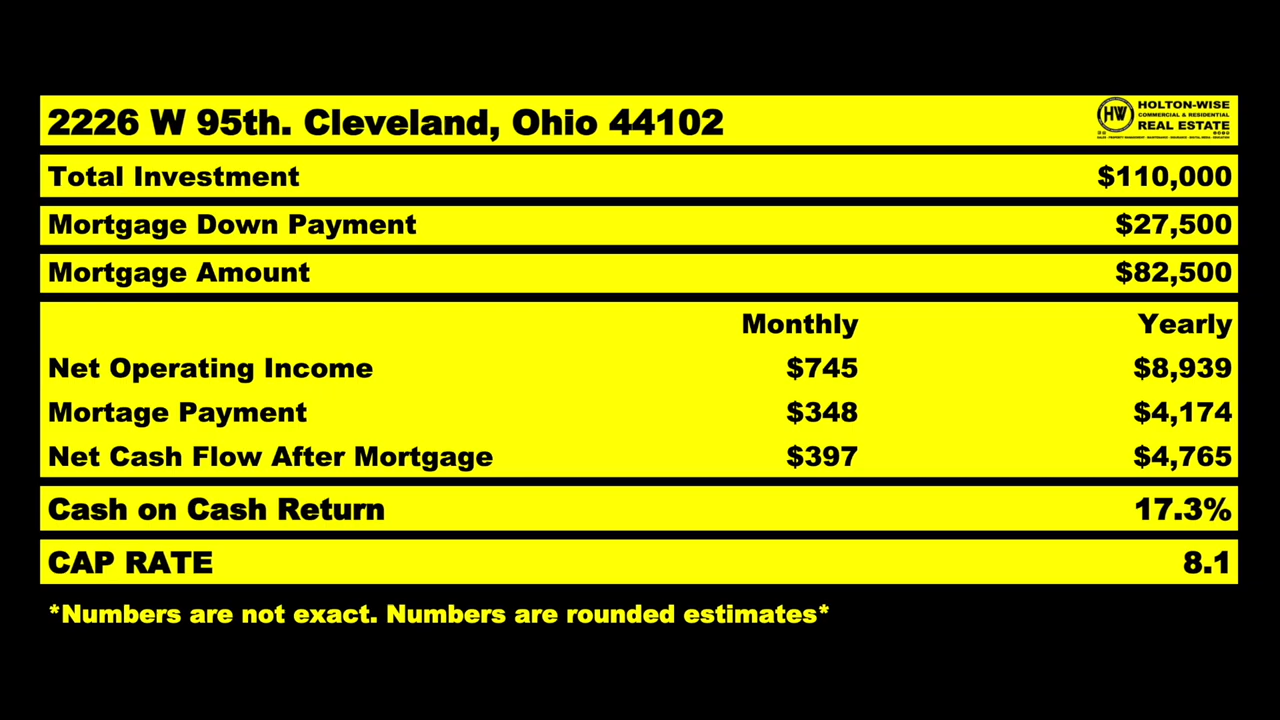 2226 W 95th. Cleveland, Ohio 44102
HOLTON-WISE
COMMERCIAL & RESIDENTIAL
REAL ESTATE
HW
Total Investment $110,000
Mortgage Down Payment $27,500
Mortgage Amount $82,500
Monthly Yearly
Net Operating Income $745 $8,939
Mortage Payment $348 $4,174
Net Cash Flow After Mortgage $397 $4,765
Cash on Cash Return 17.3%
CAP RATE 8.1
*Numbers are not exact. Numbers are rounded estimates*